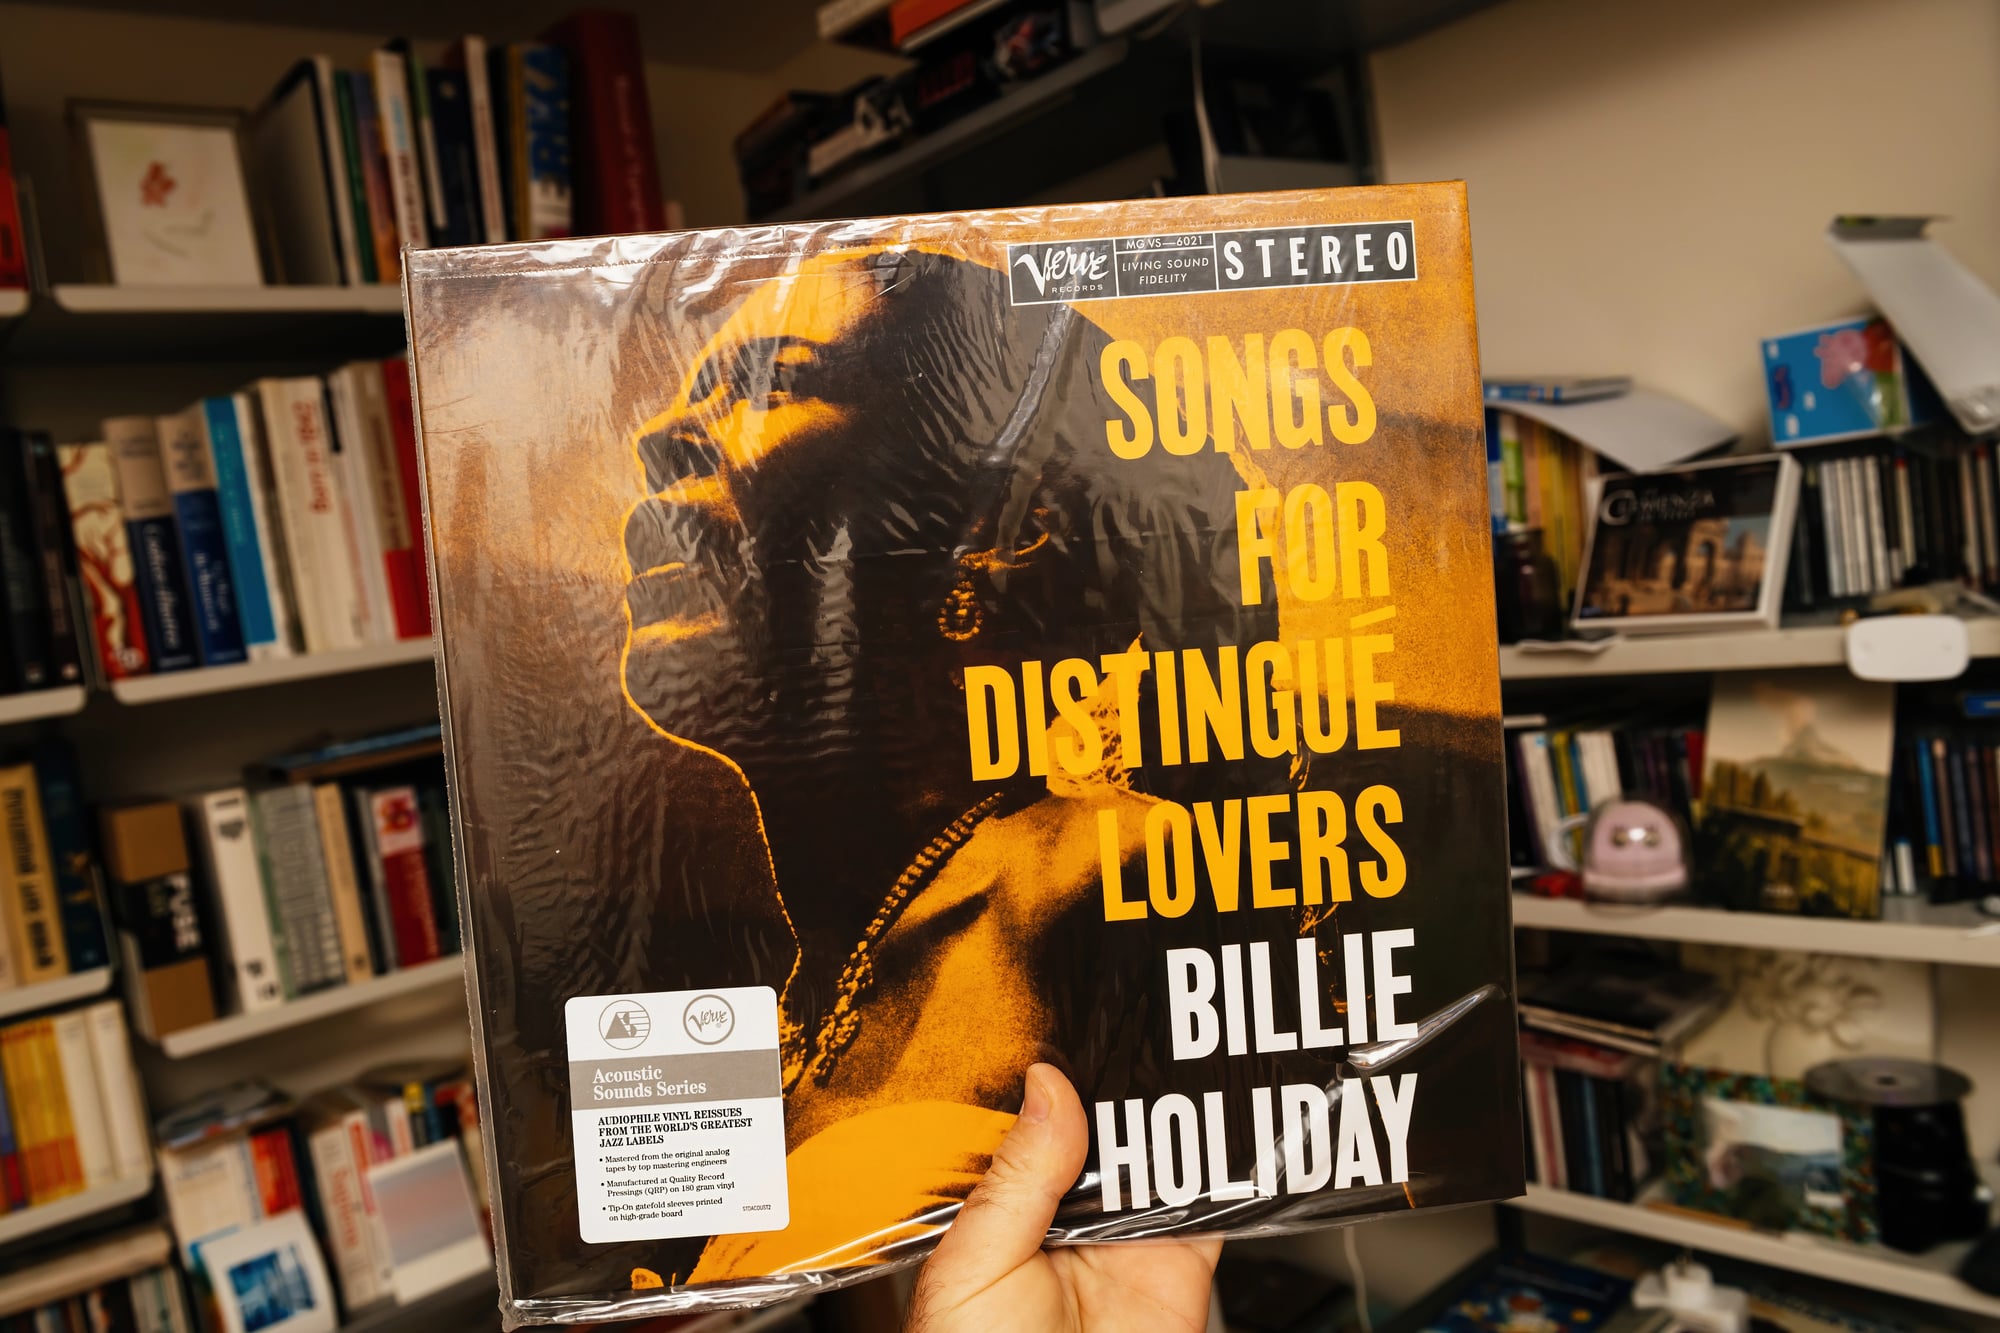 Verve
RECORDS
MG VS—6021
LIVING SOUND
FIDELITY
STEREO
SONGS
FOR
DISTINGUÉ
LOVERS
BILLIE
HOLIDAY
Verve
Acoustic
Sounds Series
AUDIOPHILE VINYL REISSUES
FROM THE WORLD'S GREATEST
JAZZ LABELS
• Mastered from the original analog
tapes by top mastering engineers
• Manufactured at Quality Record
Pressings (QRP) on 180 gram vinyl
• Tip-On gatefold sleeves printed
on high-grade board
STDACOUST2